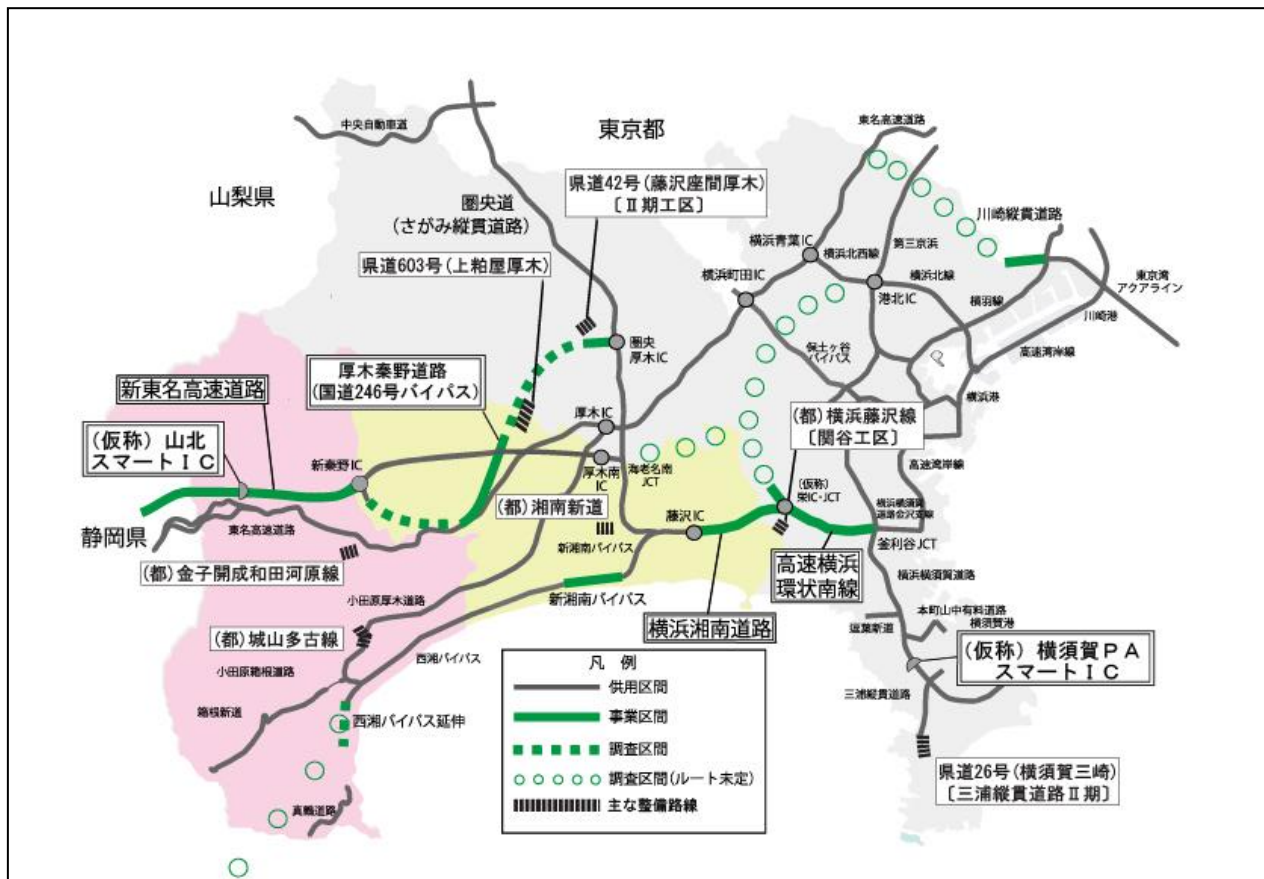 中央自動車道
東京都
東名高速道路
山梨県
圏央道
(さがみ縦貫道路)
県道42号(藤沢座間厚木)
〔Ⅱ期工区〕
川崎縦貫道路
県道603号(上粕屋厚木)
横浜青葉IC
横浜北西線
第三京浜
横浜北線
横浜町田IC
港北IC
横羽線
東京湾
アクアライン
川崎港
圏央
厚木IC
保土ヶ谷
バイパス
高速湾岸線
横浜港
厚木秦野道路
(国道246号バイパス)
新東名高速道路
(仮称)山北
スマートIC
新秦野IC
厚木IC
厚木南
IC
海老名南
JCT
(都)横浜藤沢線
〔関谷工区〕
(仮称)
栄IC・JCT
高速湾岸線
(都)湘南新道
藤沢IC
釜利谷JCT
静岡県
東名高速道路
新湘南バイパス
高速横浜
環状南線
横浜横須賀道路
(都)金子開成和田河原線
小田原厚木道路
新湘南バイパス
横浜湘南道路
本町山中有料道路
横須賀港
逗葉新道
(都)城山多古線
西湘バイパス
(仮称)横須賀PA
スマートIC
小田原箱根道路
三浦縦貫道路
箱根新道
西湘バイパス延伸
真鶴道路
県道26号(横須賀三崎)
〔三浦縦貫道路Ⅱ期〕
凡 例
供用区間
事業区間
調査区間
調査区間(ルート未定)
主な整備路線